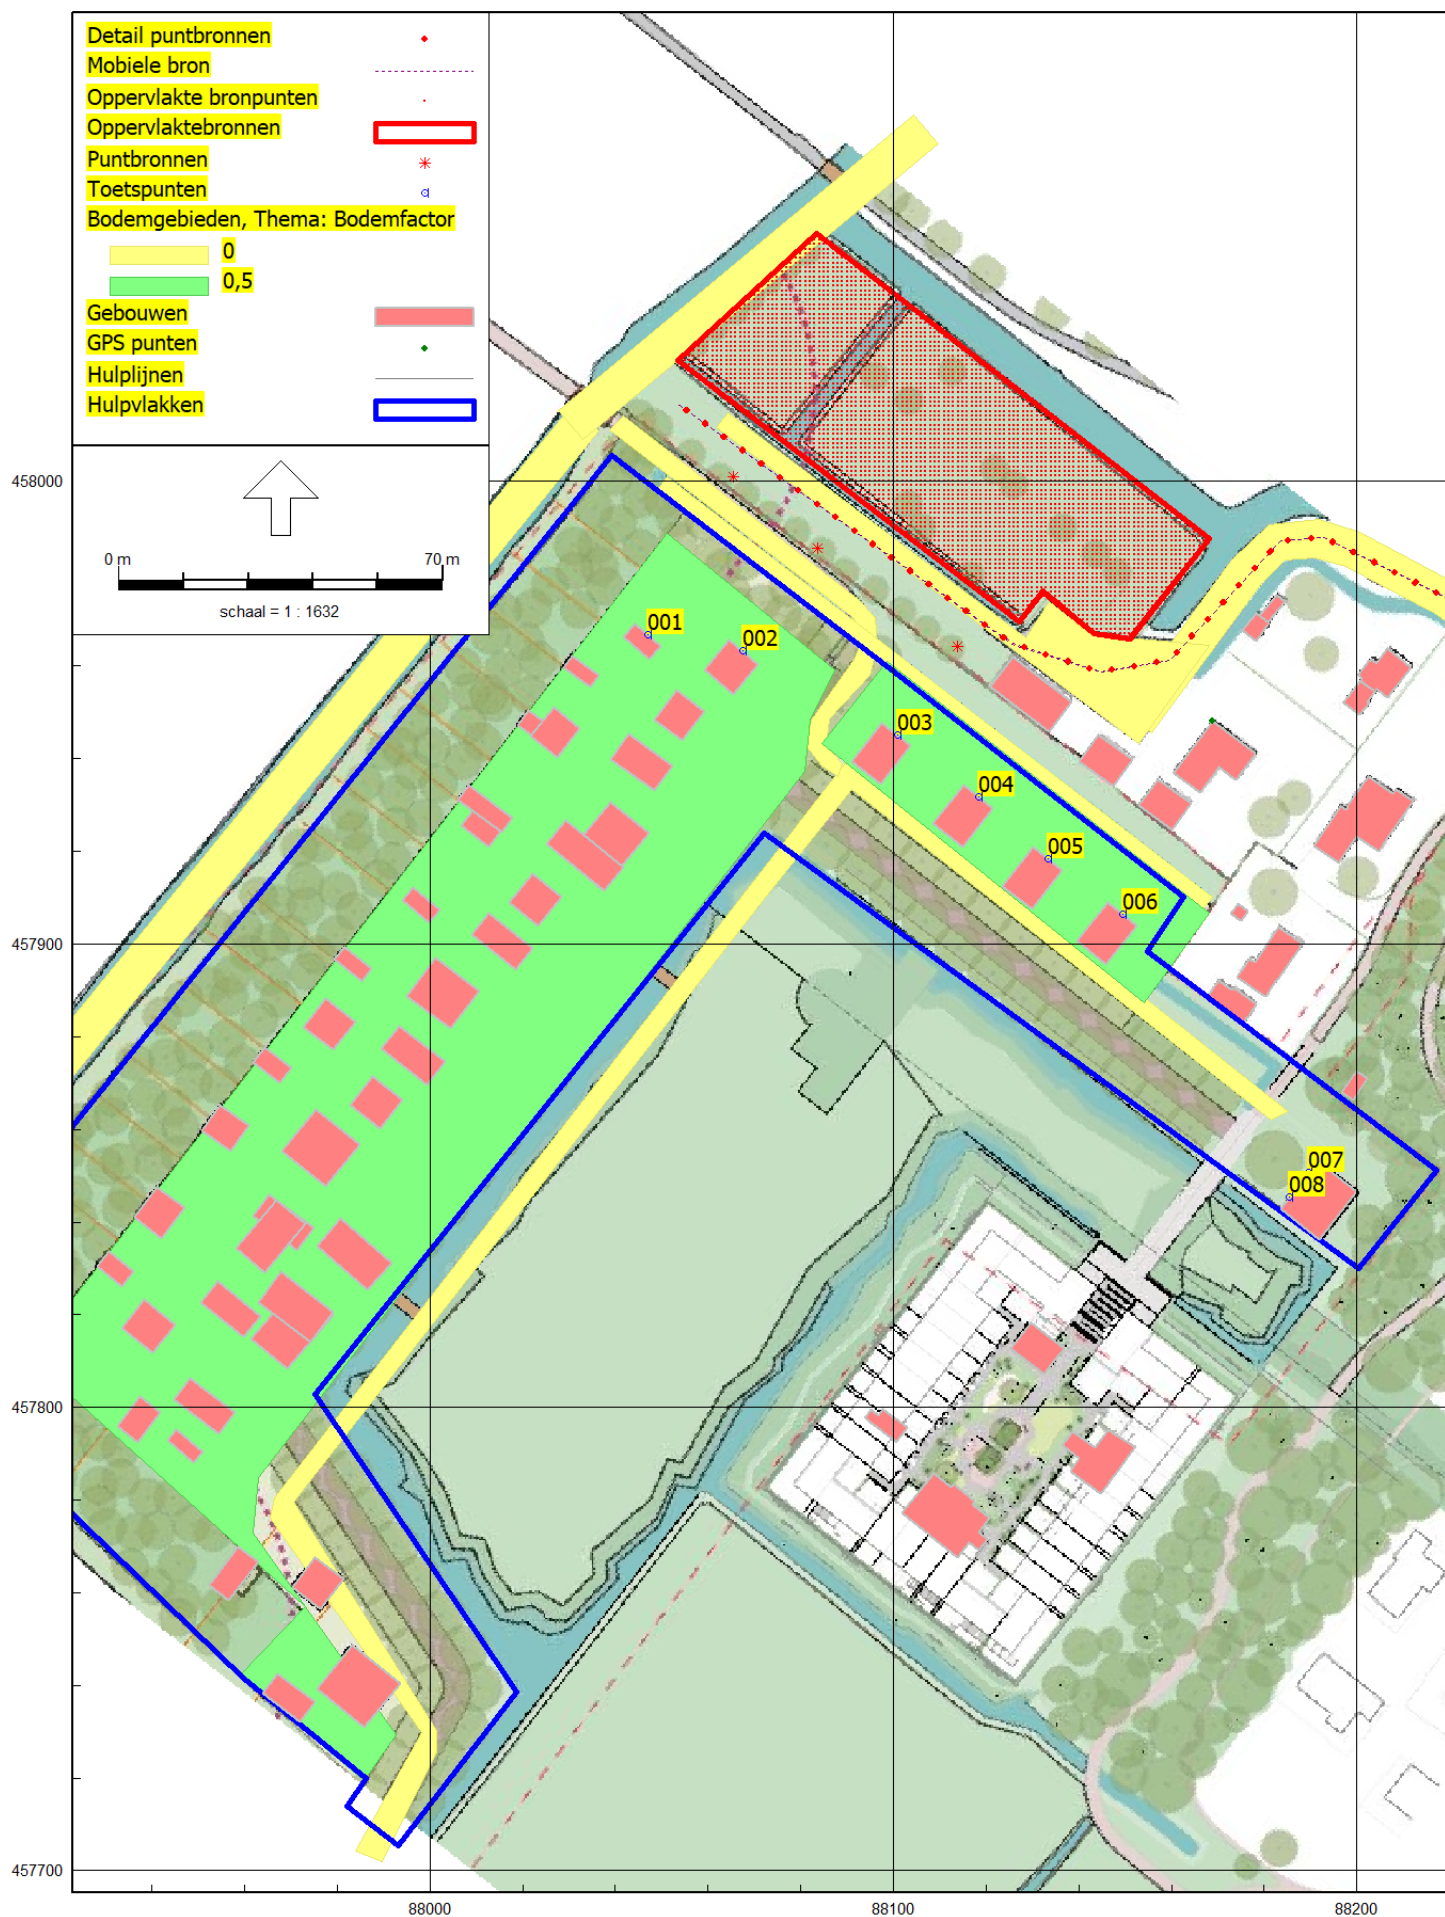 Detail puntbronnen
Mobiele bron
Oppervlakte bronpunten
Oppervlaktebronnen
Puntbronnen
Toetspunten
Bodemgebieden, Thema: Bodemfactor
0
0,5
Gebouwen
GPS punten
Hulplijnen
Hulpvlakken
0 m 70 m
schaal = 1 : 1632
458000
001
002
003
004
005
006
457900
007
008
457800
457700
88000 88100 88200